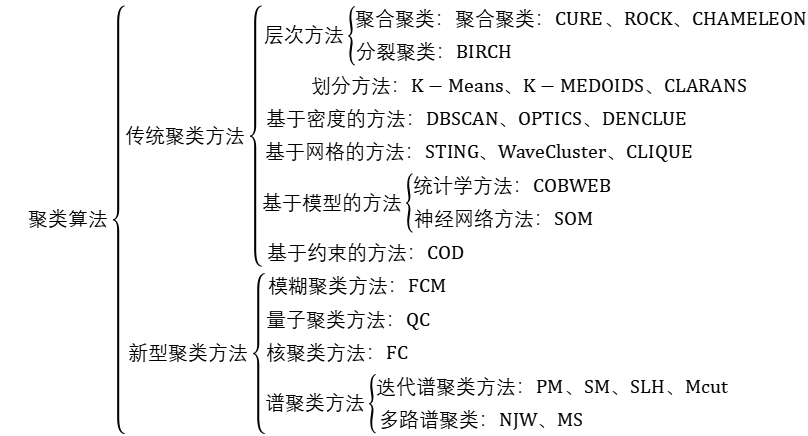 聚合聚类：聚合聚类：CURE、ROCK、CHAMELEON
层次方法
分裂聚类：BIRCH
划分方法：K－Means、K－MEDOIDS、CLARANS
基于密度的方法：DBSCAN、OPTICS、DENCLUE
传统聚类方法
基于网格的方法：STING、WaveCluster、CLIQUE
统计学方法：COBWEB
基于模型的方法
神经网络方法：SOM
聚类算法
基于约束的方法：COD
模糊聚类方法：FCM
量子聚类方法：QC
新型聚类方法
核聚类方法：FC
迭代谱聚类方法：PM、SM、SLH、Mcut
谱聚类方法
多路谱聚类：NJW、MS